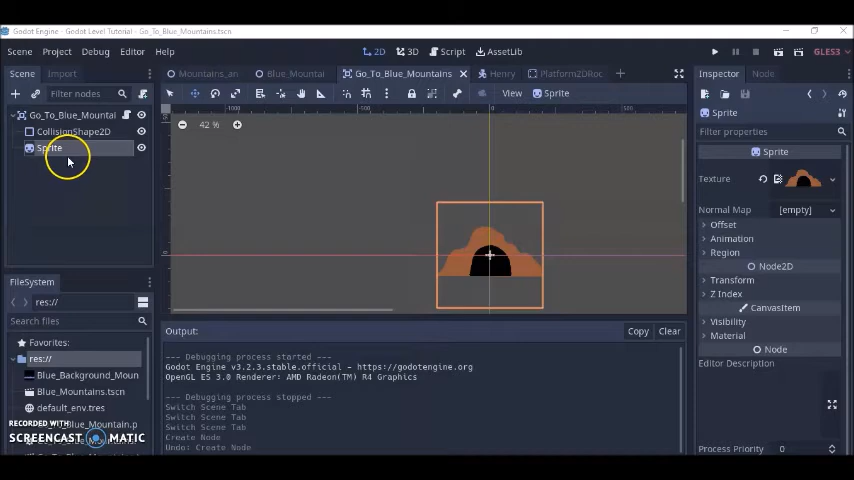 Godot Engine - Godot Level Tutorial - Go_To_Blue_Mountains.tscn
Scene Project Debug Editor Help
2D 3D Script AssetLib
GLES3
Scene Import
Mountains_an Blue_Mountai Go_To_Blue_Mountains Henry Platform2DRoc
Inspector Node
Filter nodes
View Sprite
Sprite
Go_To_Blue_Mountai
CollisionShape2D
Sprite
-1000 -500 0 500
42 %
Filter properties
Sprite
Texture
Normal Map [empty]
Offset
Animation
Region
Node2D
Transform
Z Index
CanvasItem
Visibility
Material
Node
Editor Description
Process Priority 0
FileSystem
res://
Search files
Favorites:
res://
Blue_Background_Moun
Blue_Mountains.tscn
default_env.tres
Output: Copy Clear
--- Debugging process started ---
Godot Engine v3.2.3.stable.official - https://godotengine.org
OpenGL ES 3.0 Renderer: AMD Radeon(TM) R4 Graphics
--- Debugging process stopped ---
Switch Scene Tab
Switch Scene Tab
Switch Scene Tab
Create Node
Undo: Create Node
RECORDED WITH
SCREENCAST MATIC